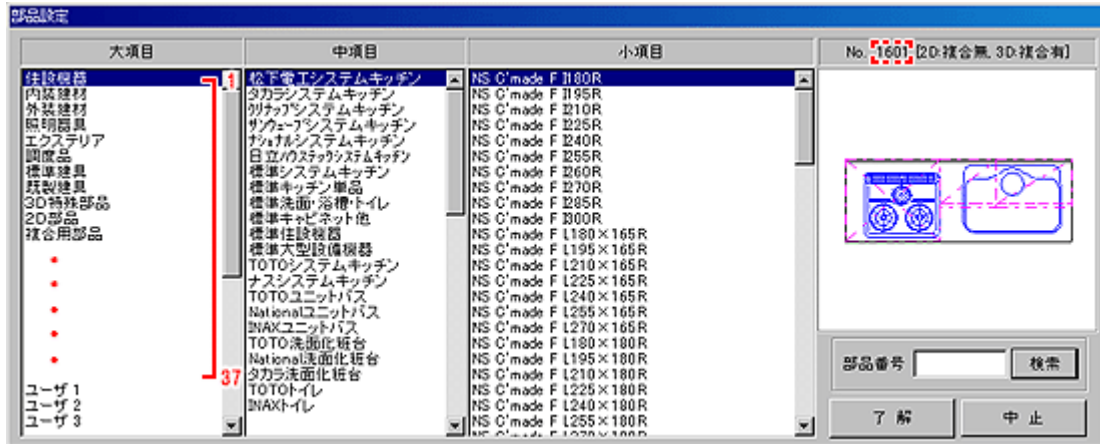 部品設定
大項目
中項目
小項目
No. 1601 [2D:複合無, 3D:複合有]
住設機器
内装建材
外装建材
照明器具
エクステリア
調度品
標準建具
既製建具
3D特殊部品
2D部品
複合用部品
ユーザ 1
ユーザ 2
ユーザ 3
1
37
松下電工システムキッチン
タカラシステムキッチン
クリナップシステムキッチン
サンウェーブシステムキッチン
ナショナルシステムキッチン
日立ハウステックシステムキッチン
標準システムキッチン
標準キッチン単品
標準洗面・浴槽・トイレ
標準キャビネット他
標準住設機器
標準大型設備機器
TOTOシステムキッチン
ナスシステムキッチン
TOTOユニットバス
Nationalユニットバス
INAXユニットバス
TOTO洗面化粧台
National洗面化粧台
タカラ洗面化粧台
TOTOトイレ
INAXトイレ
NS C'made F I180R
NS C'made F I195R
NS C'made F I210R
NS C'made F I225R
NS C'made F I240R
NS C'made F I255R
NS C'made F I260R
NS C'made F I270R
NS C'made F I285R
NS C'made F I300R
NS C'made F L180×165R
NS C'made F L195×165R
NS C'made F L210×165R
NS C'made F L225×165R
NS C'made F L240×165R
NS C'made F L255×165R
NS C'made F L270×165R
NS C'made F L180×180R
NS C'made F L195×180R
NS C'made F L210×180R
NS C'made F L225×180R
NS C'made F L240×180R
NS C'made F L255×180R
部品番号
検索
了解
中止